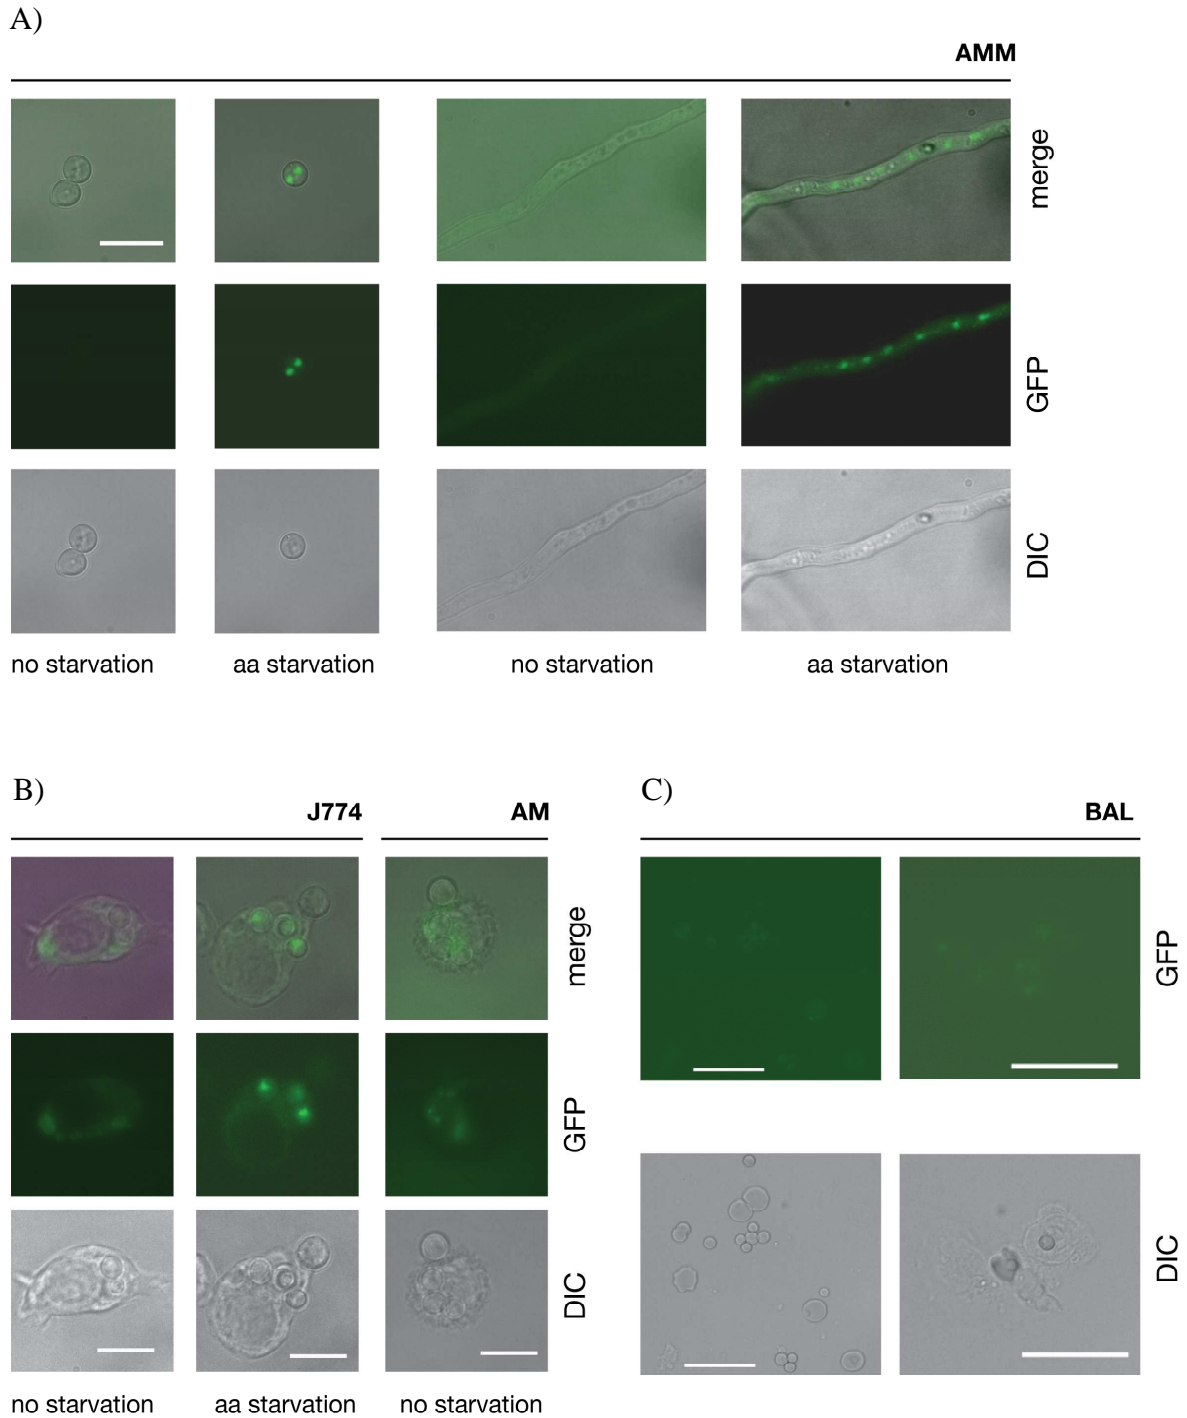 A)
AMM
merge
GFP
DIC
no starvation
aa starvation
no starvation
aa starvation
B)
J774
AM
merge
GFP
DIC
no starvation
aa starvation
no starvation
C)
BAL
GFP
DIC